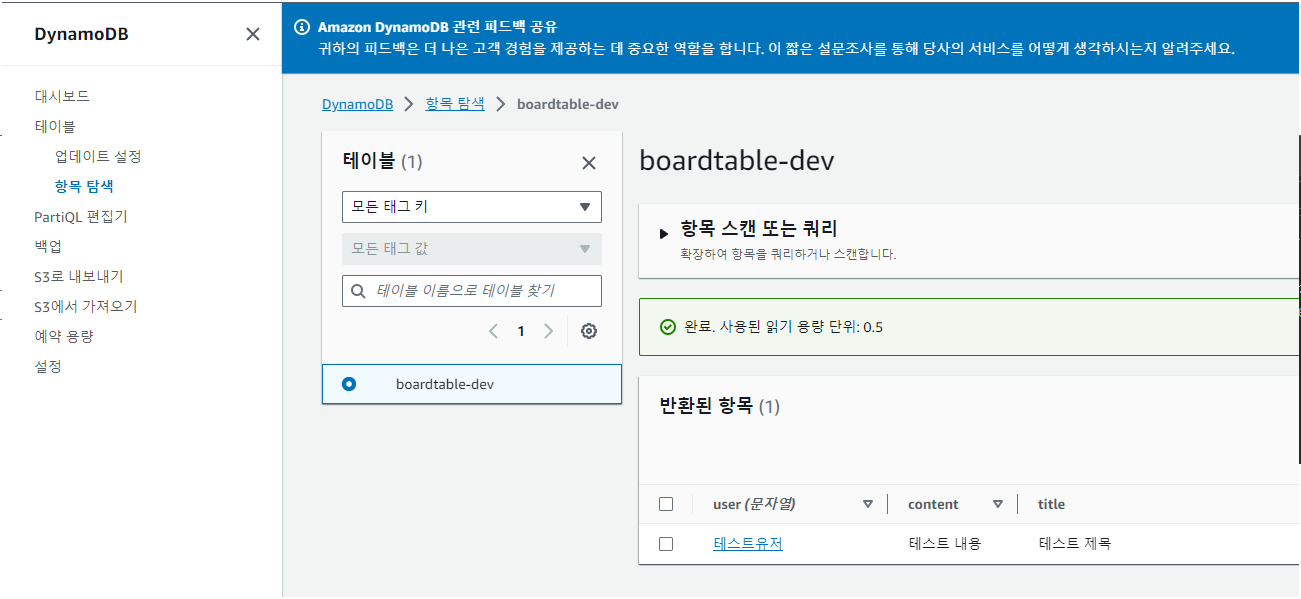 DynamoDB
대시보드
테이블
업데이트 설정
항목 탐색
PartiQL 편집기
백업
S3로 내보내기
S3에서 가져오기
예약 용량
설정
Amazon DynamoDB 관련 피드백 공유
귀하의 피드백은 더 나은 고객 경험을 제공하는 데 중요한 역할을 합니다. 이 짧은 설문조사를 통해 당사의 서비스를 어떻게 생각하시는지 알려주세요.
DynamoDB > 항목 탐색 > boardtable-dev
테이블 (1)
모든 태그 키
모든 태그 값
테이블 이름으로 테이블 찾기
1
boardtable-dev
boardtable-dev
항목 스캔 또는 쿼리
확장하여 항목을 쿼리하거나 스캔합니다.
완료. 사용된 읽기 용량 단위: 0.5
반환된 항목 (1)
user (문자열) content title
테스트유저 테스트 내용 테스트 제목